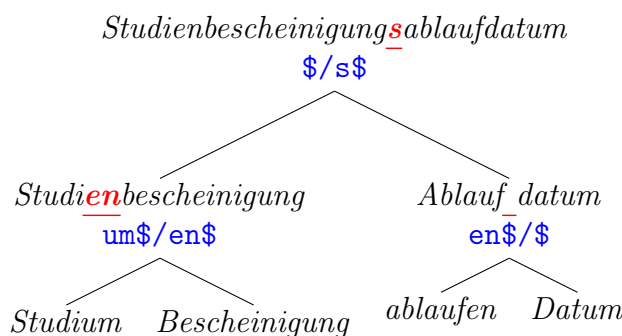 Studienbescheinigungsablaufdatum
$/s$
Studienbescheinigung Ablauf_datum
um$/en$ en$/$
Studium Bescheinigung ablaufen Datum